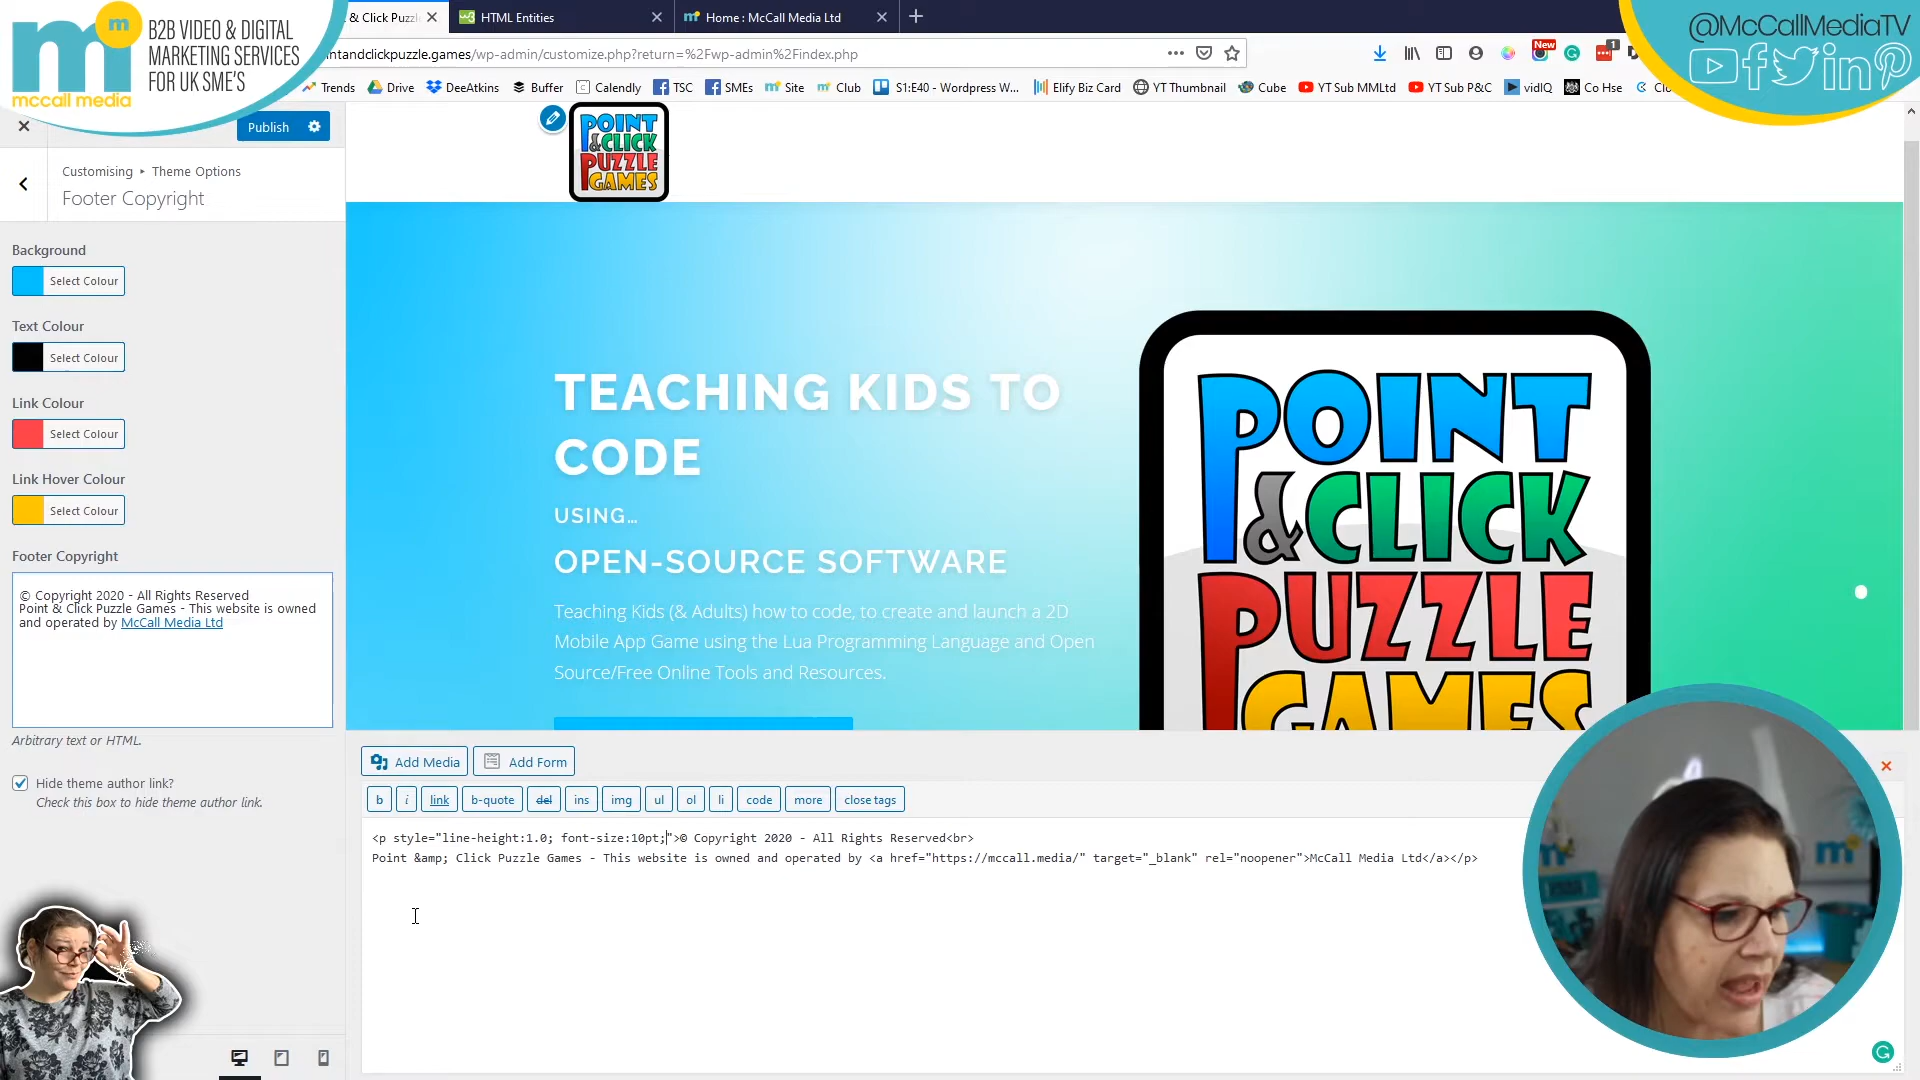 m
m
mccall media
B2B VIDEO & DIGITAL
MARKETING SERVICES
FOR UK SME'S
& Click Puzzl
HTML Entities
Home : McCall Media Ltd
@McCallMediaTV
intandclickpuzzle.games/wp-admin/customize.php?return=%2Fwp-admin%2Findex.php
New
1
Trends
Drive
DeeAtkins
Buffer
Calendly
TSC
SMEs
Site
Club
S1:E40 - Wordpress W...
Elify Biz Card
YT Thumbnail
Cube
YT Sub MMLtd
YT Sub P&C
vidIQ
Co Hse
Publish
Customising ▸ Theme Options
Footer Copyright
Background
Select Colour
Text Colour
Select Colour
Link Colour
Select Colour
Link Hover Colour
Select Colour
Footer Copyright
© Copyright 2020 - All Rights Reserved
Point & Click Puzzle Games - This website is owned
and operated by McCall Media Ltd
Arbitrary text or HTML.
Hide theme author link?
Check this box to hide theme author link.
POINT
&CLICK
PUZZLE
GAMES
TEACHING KIDS TO
CODE
USING…
OPEN-SOURCE SOFTWARE
Teaching Kids (& Adults) how to code, to create and launch a 2D
Mobile App Game using the Lua Programming Language and Open
Source/Free Online Tools and Resources.
POINT
&CLICK
PUZZLE
GAMES
Add Media
Add Form
b
i
link
b-quote
del
ins
img
ul
ol
li
code
more
close tags
<p style="line-height:1.0; font-size:10pt;">© Copyright 2020 - All Rights Reserved<br>
Point &amp; Click Puzzle Games - This website is owned and operated by <a href="https://mccall.media/" target="_blank" rel="noopener">McCall Media Ltd</a></p>